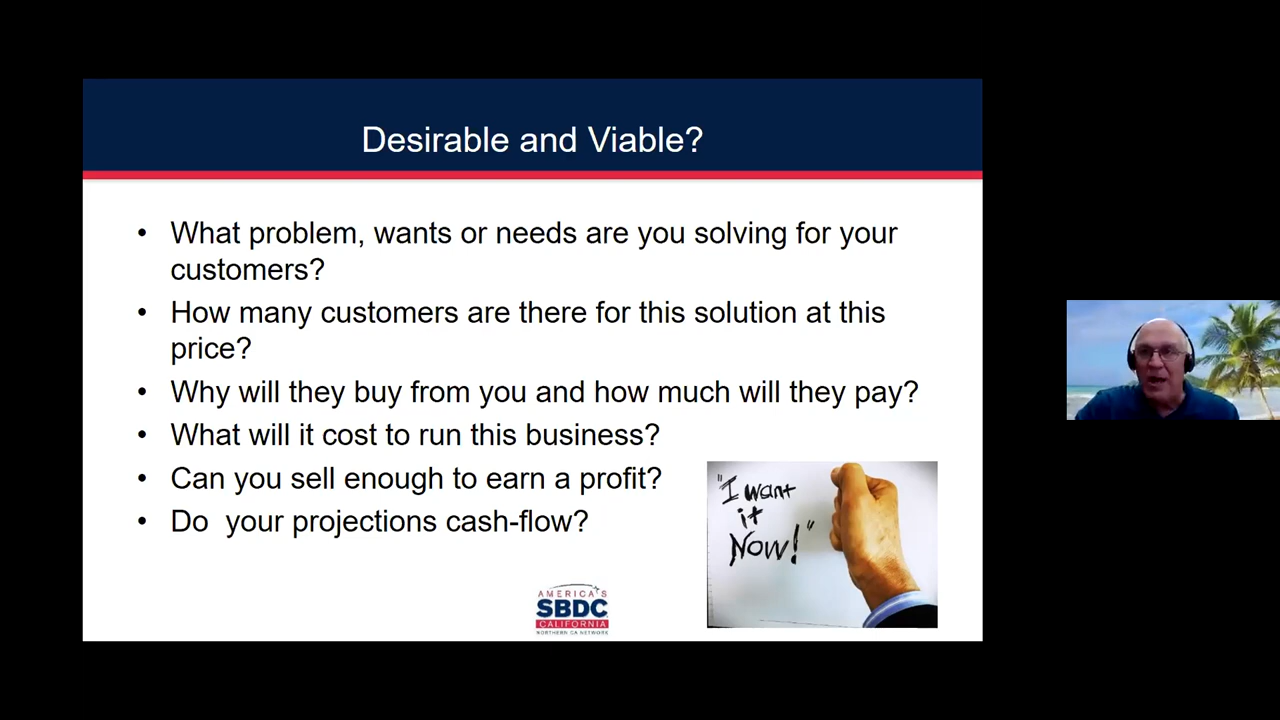 Desirable and Viable?
• What problem, wants or needs are you solving for your
customers?
• How many customers are there for this solution at this
price?
• Why will they buy from you and how much will they pay?
• What will it cost to run this business?
• Can you sell enough to earn a profit?
• Do  your projections cash-flow?
"I want
it
Now!"
AMERICA'S
SBDC
CALIFORNIA
NORTHERN CA NETWORK